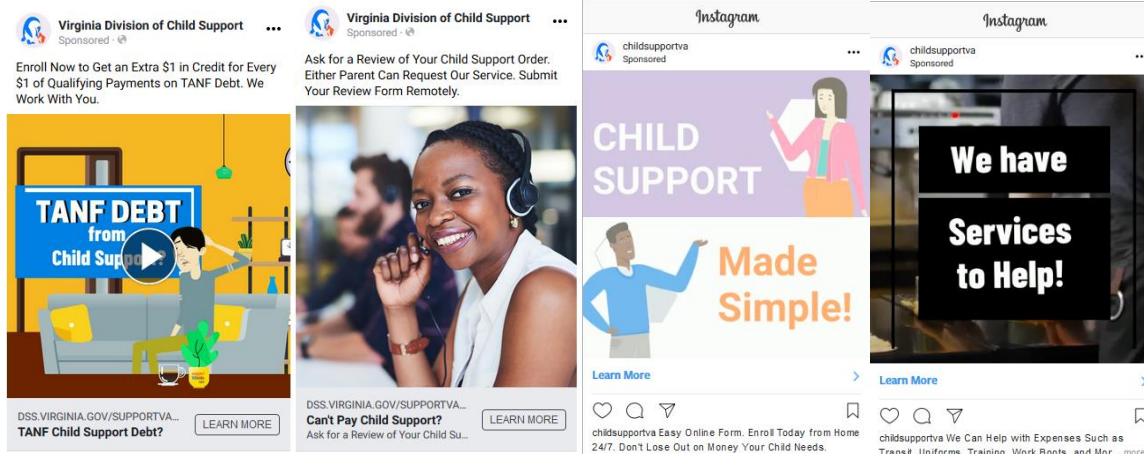 Virginia Division of Child Support
Sponsored
Enroll Now to Get an Extra $1 in Credit for Every
$1 of Qualifying Payments on TANF Debt. We
Work With You.
TANF DEBT
from
Child Support?
DSS.VIRGINIA.GOV/SUPPORTVA...
TANF Child Support Debt?
LEARN MORE
Virginia Division of Child Support
Sponsored
Ask for a Review of Your Child Support Order.
Either Parent Can Request Our Service. Submit
Your Review Form Remotely.
DSS.VIRGINIA.GOV/SUPPORTVA...
Can't Pay Child Support?
Ask for a Review of Your Child Su...
LEARN MORE
Instagram
childsupportva
Sponsored
CHILD
SUPPORT
Made
Simple!
Learn More
childsupportva Easy Online Form. Enroll Today from Home
24/7. Don't Lose Out on Money Your Child Needs.
Instagram
childsupportva
Sponsored
We have
Services
to Help!
Learn More
childsupportva We Can Help with Expenses Such as
Transit, Uniforms, Training, Work Boots, and Mor... more